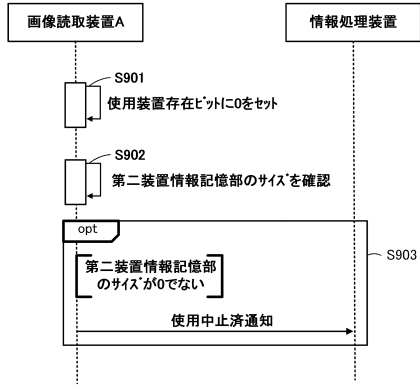 画像読取装置A
情報処理装置
S901
使用装置存在ﾋﾞｯﾄに0をセット
S902
第二装置情報記憶部のサイズを確認
opt
S903
第二装置情報記憶部
のサイズが0でない
使用中止済通知